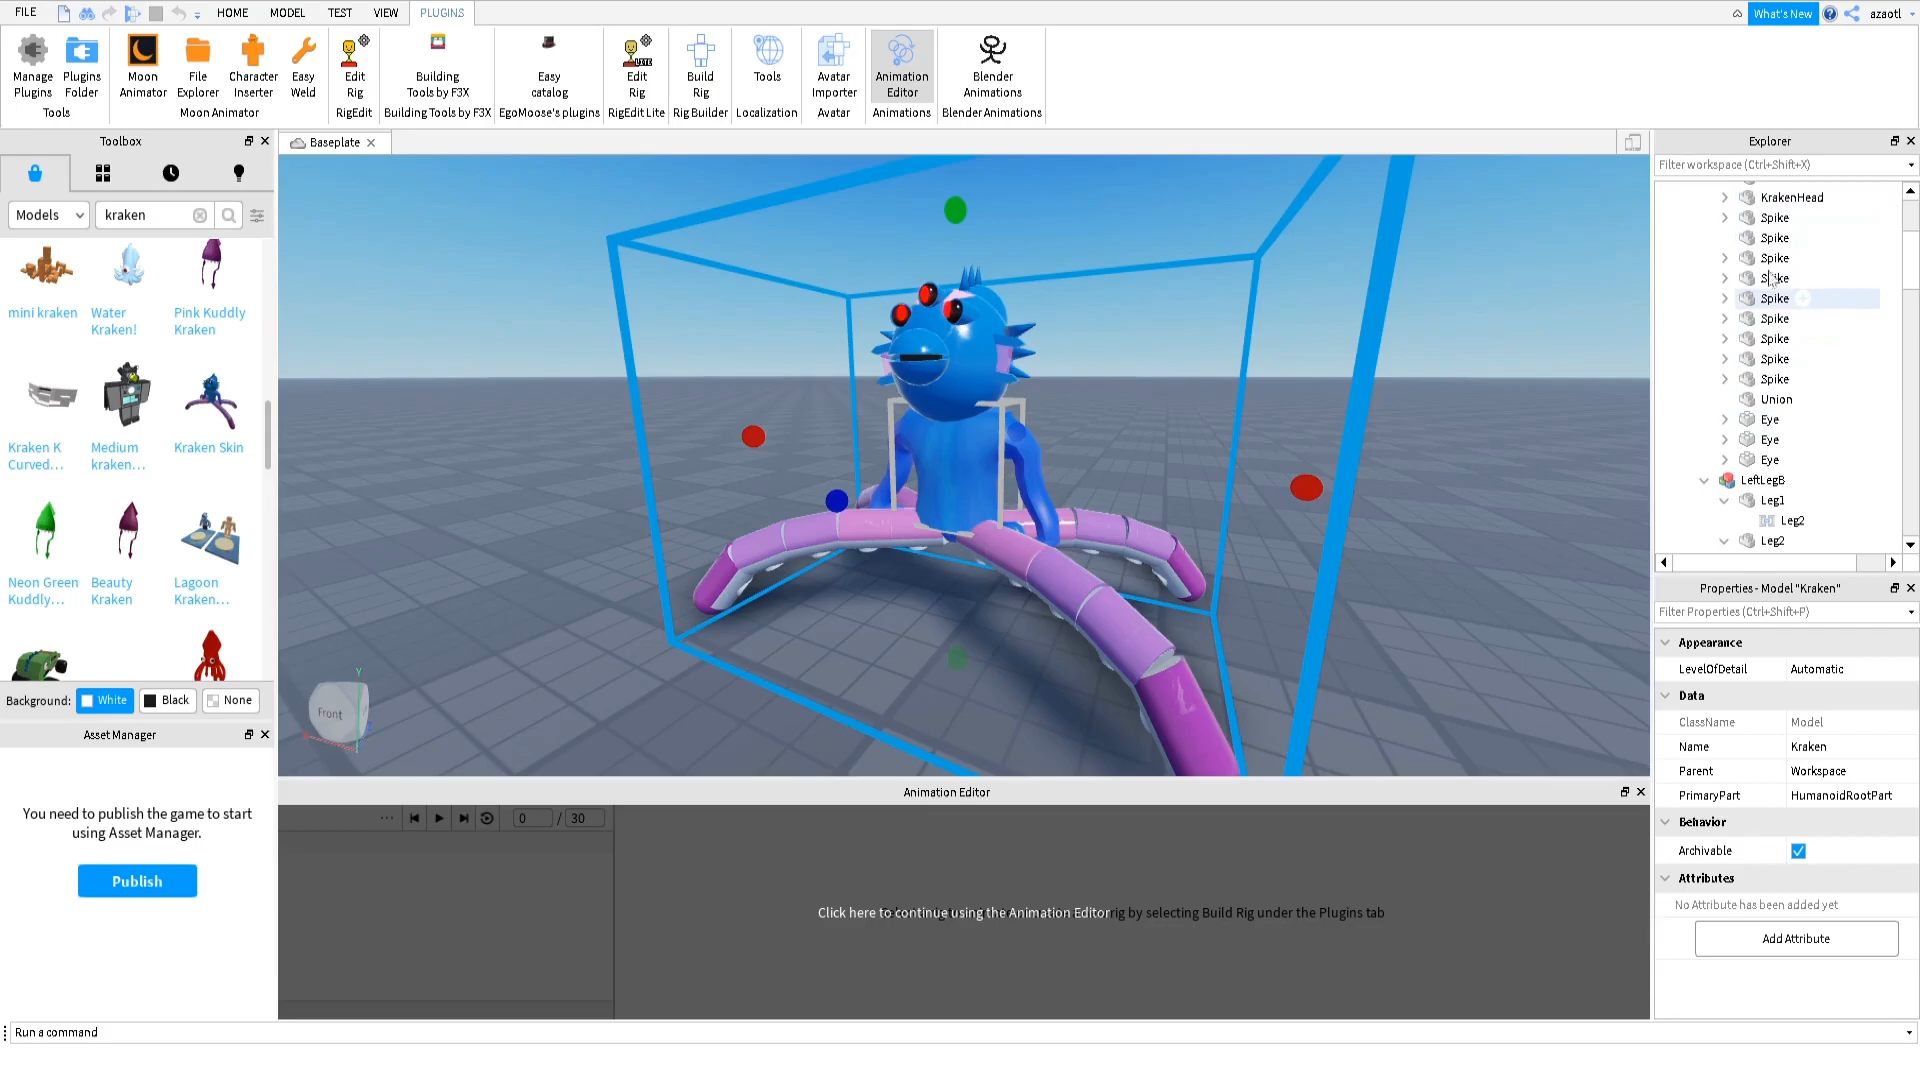 FILE HOME MODEL TEST VIEW PLUGINS What's New azaotl
Manage Plugins
Plugins Folder
Moon Animator
File Explorer
Character Inserter
Easy Weld
Edit Rig
Building Tools by F3X
Easy catalog
Edit Rig
Build Rig
Tools
Avatar Importer
Animation Editor
Blender Animations
Tools Moon Animator RigEdit Building Tools by F3X EgoMoose's plugins RigEdit Lite Rig Builder Localization Avatar Animations Blender Animations
Toolbox
Models kraken
mini kraken
Water Kraken!
Pink Kuddly Kraken
Kraken K Curved...
Medium kraken...
Kraken Skin
Neon Green Kuddly...
Beauty Kraken
Lagoon Kraken...
Background: White Black None
Asset Manager
You need to publish the game to start
using Asset Manager.
Publish
Baseplate
Front
Y
Animation Editor
0 / 30
Click here to continue using the Animation Editor
rig by selecting Build Rig under the Plugins tab
Explorer
Filter workspace (Ctrl+Shift+X)
KrakenHead
Spike
Spike
Spike
Spike
Spike
Spike
Spike
Spike
Spike
Union
Eye
Eye
Eye
LeftLegB
Leg1
Leg2
Leg2
Properties - Model "Kraken"
Filter Properties (Ctrl+Shift+P)
Appearance
LevelOfDetail Automatic
Data
ClassName Model
Name Kraken
Parent Workspace
PrimaryPart HumanoidRootPart
Behavior
Archivable
Attributes
No Attribute has been added yet
Add Attribute
Run a command